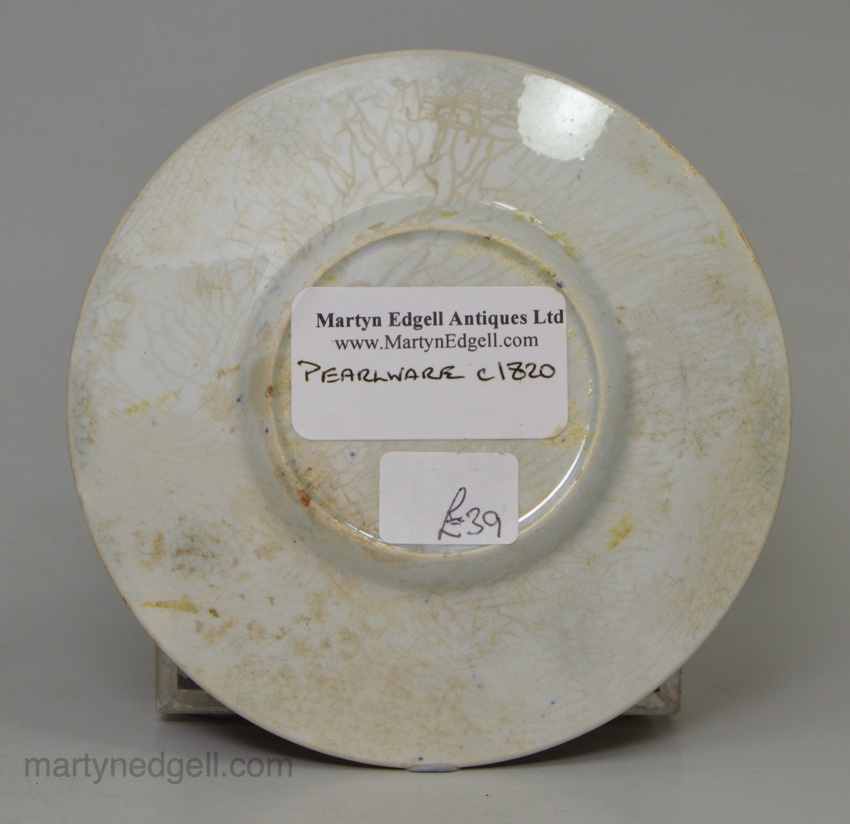 Martyn Edgell Antiques Ltd
www.MartynEdgell.com
PEARLWARE c1820
£39
martynedgell.com